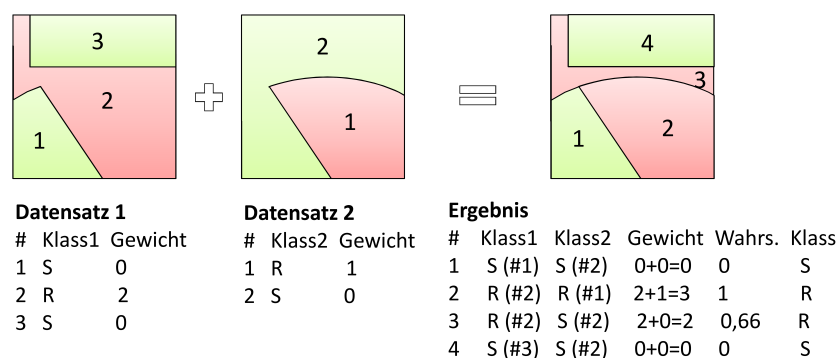 3
2
1
2
1
4
3
1
2
Datensatz 1
# Klass1 Gewicht
1 S 0
2 R 2
3 S 0
Datensatz 2
# Klass2 Gewicht
1 R 1
2 S 0
Ergebnis
# Klass1 Klass2 Gewicht Wahrs. Klass
1 S (#1) S (#2) 0+0=0 0 S
2 R (#2) R (#1) 2+1=3 1 R
3 R (#2) S (#2) 2+0=2 0,66 R
4 S (#3) S (#2) 0+0=0 0 S